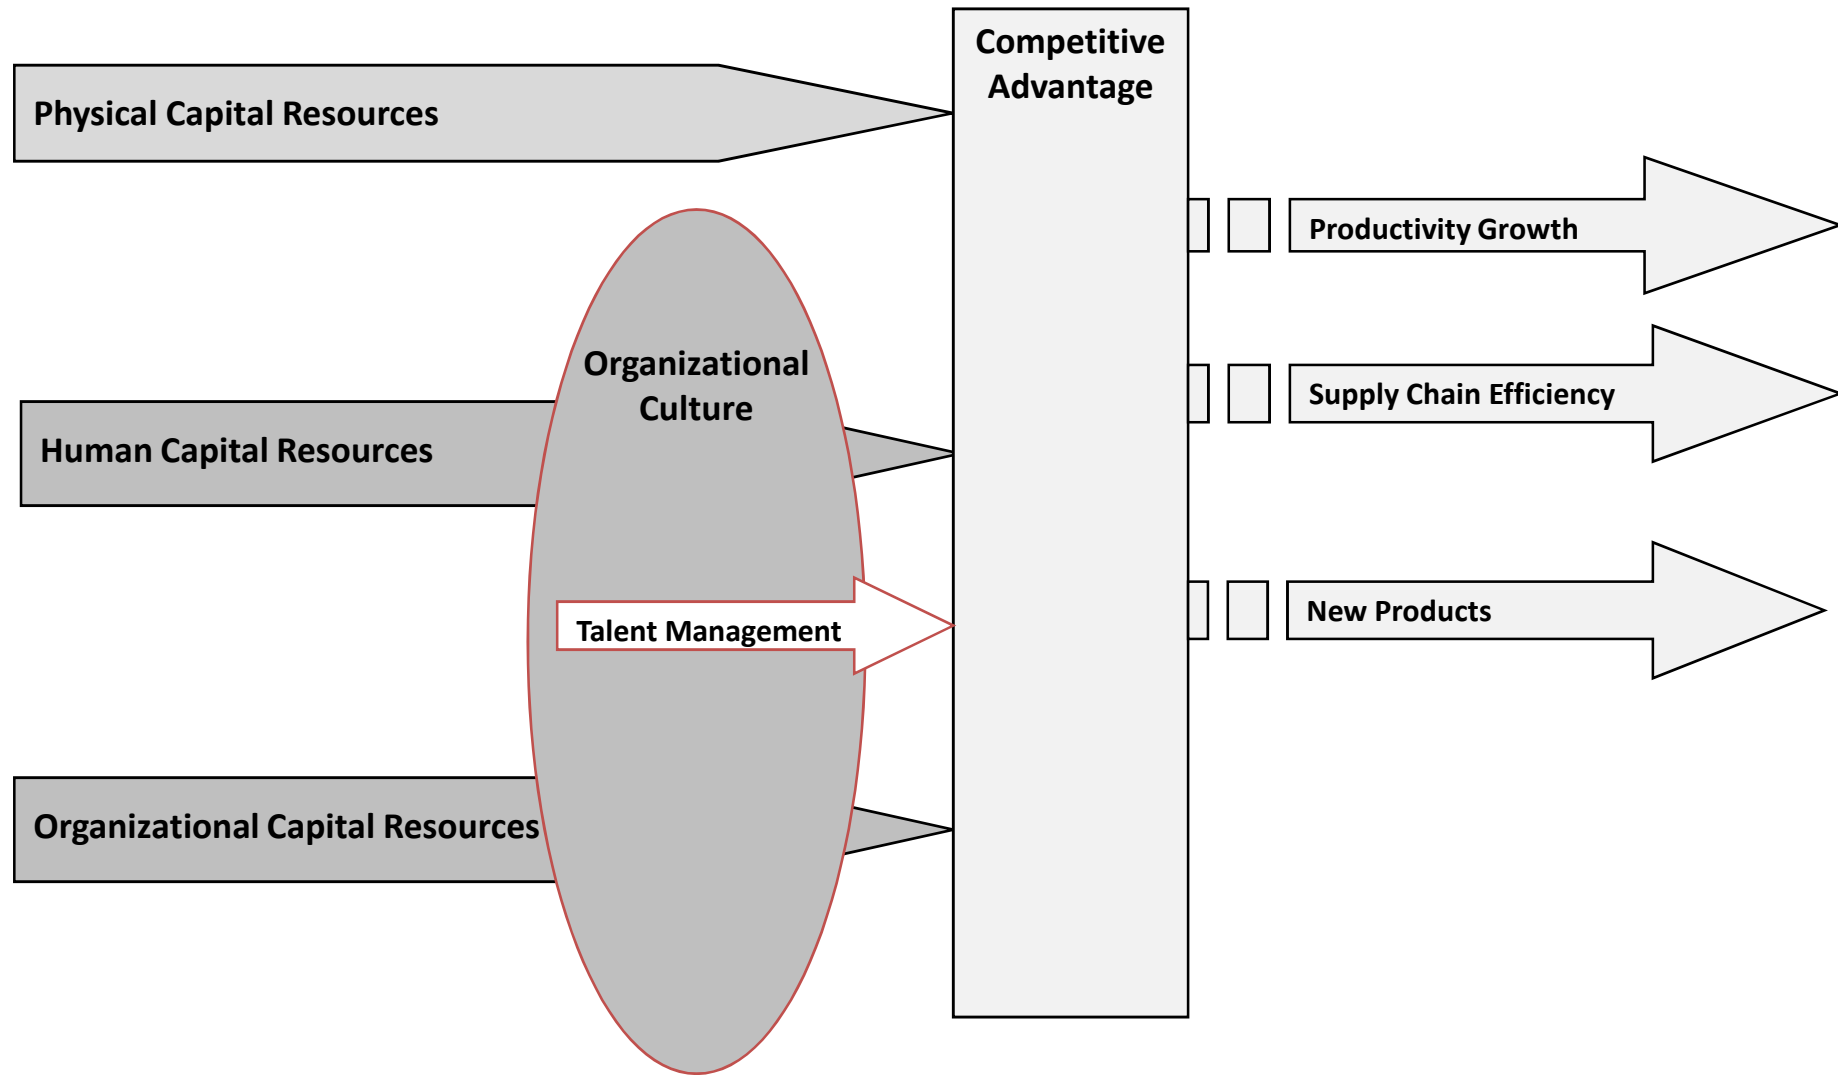 Competitive
Advantage
Physical Capital Resources
Productivity Growth
Organizational
Culture
Supply Chain Efficiency
Human Capital Resources
Talent Management
New Products
Organizational Capital Resources